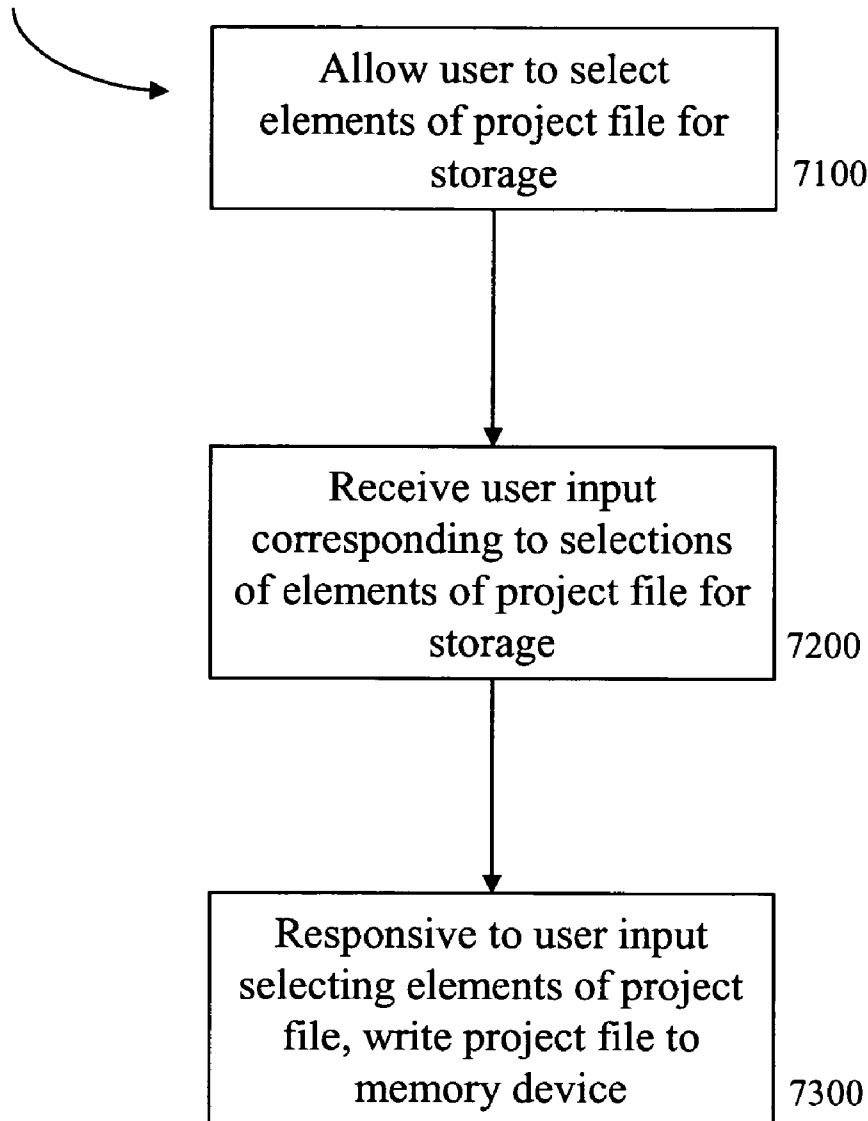 Allow user to select
elements of project file for
storage
7100
Receive user input
corresponding to selections
of elements of project file for
storage
7200
Responsive to user input
selecting elements of project
file, write project file to
memory device
7300